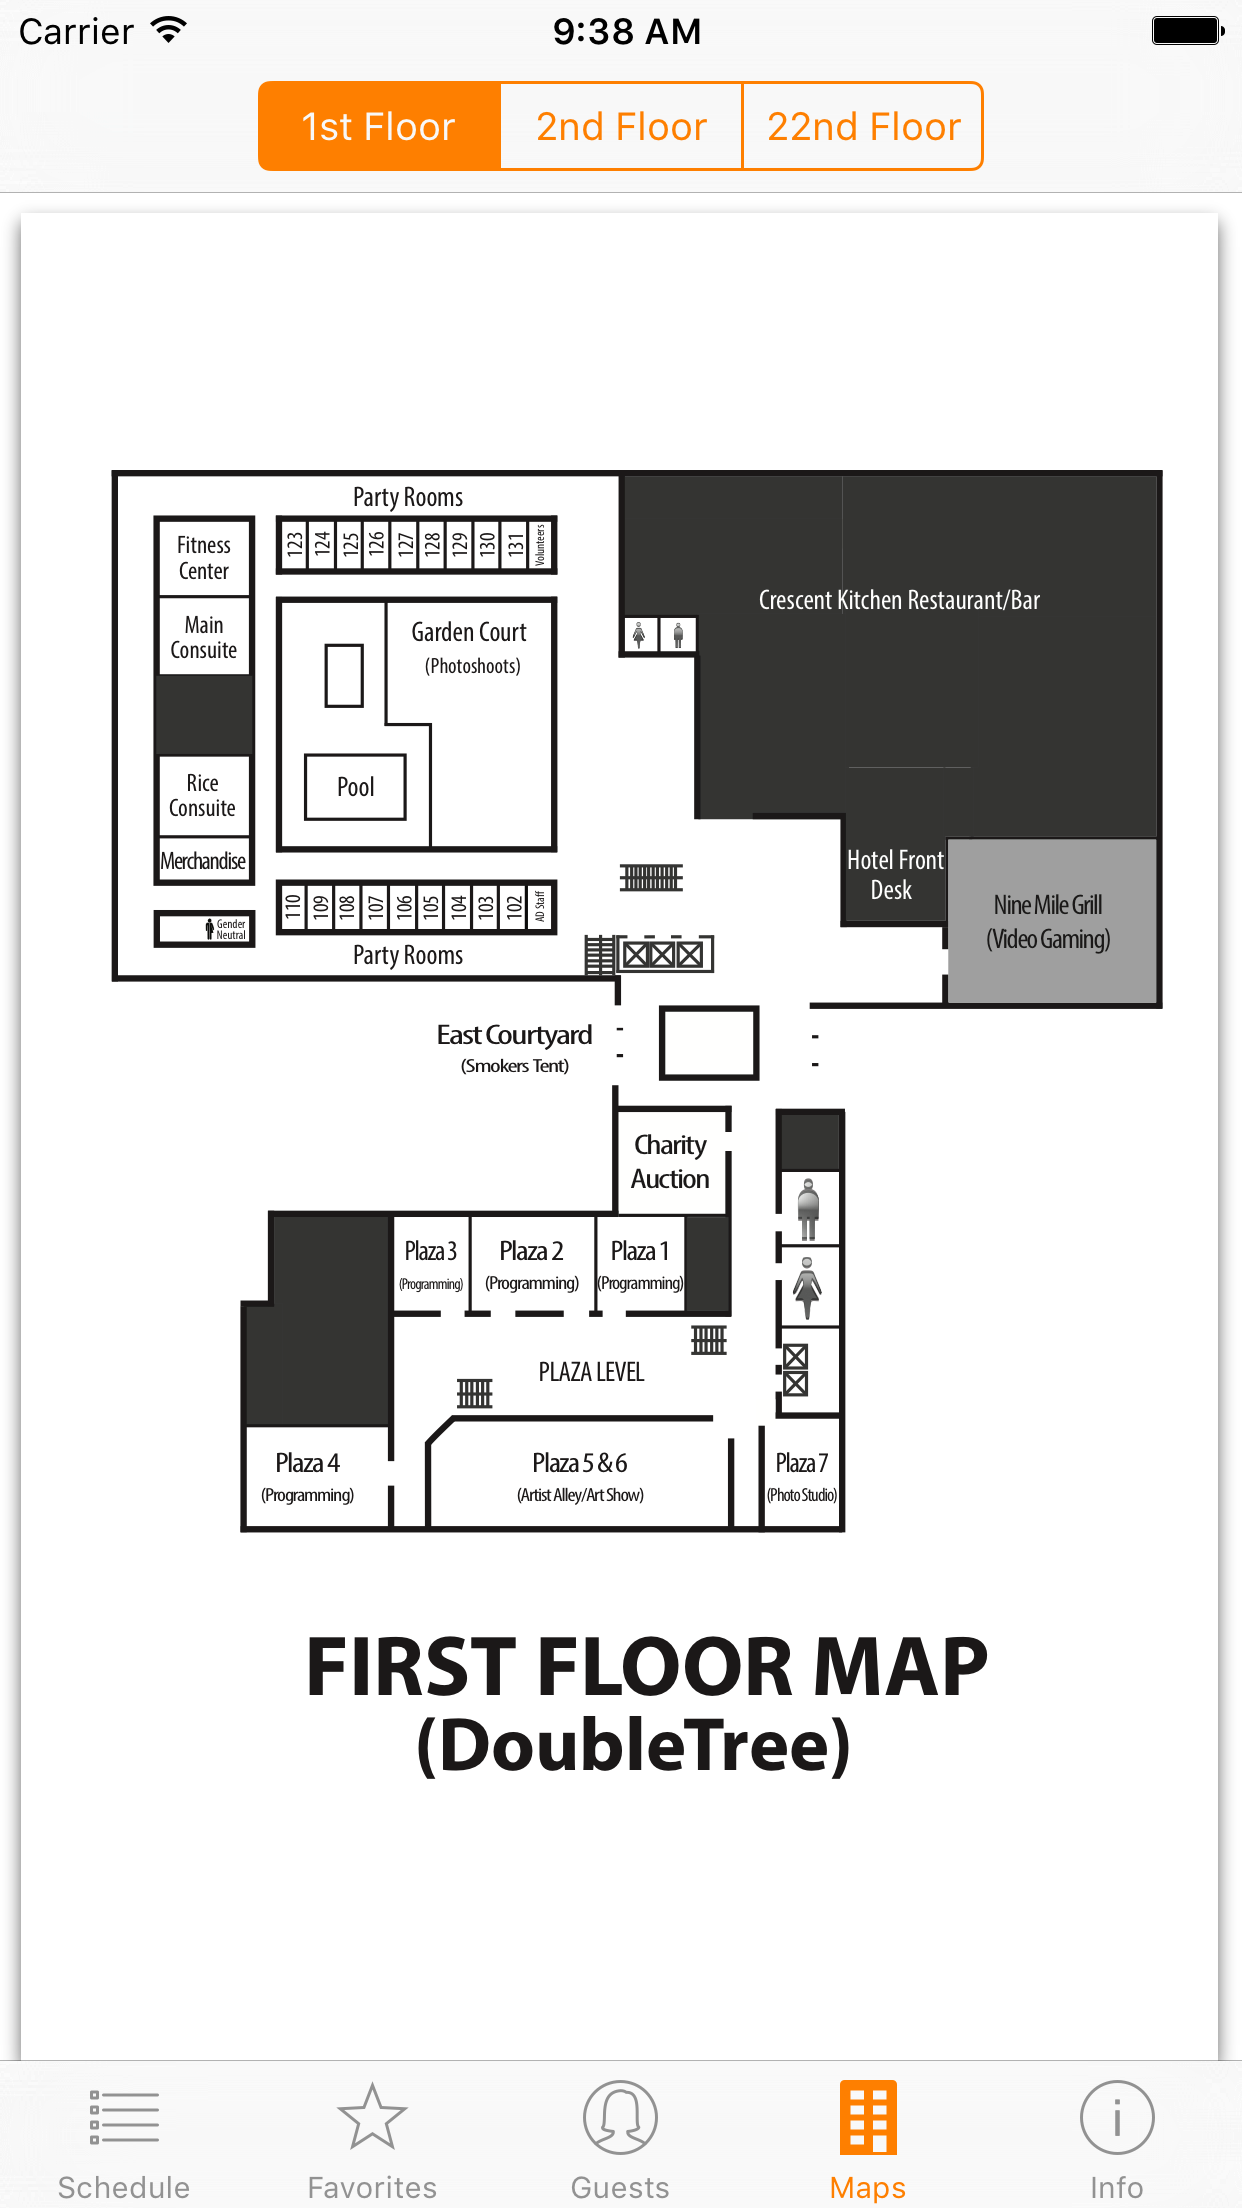 Carrier
9:38 AM
1st Floor
2nd Floor
22nd Floor
Party Rooms
123
124
125
126
127
128
129
130
131
Volunteers
Fitness
Center
Main
Consuite
Rice
Consuite
Merchandise
Gender
Neutral
Garden Court
(Photoshoots)
Pool
Crescent Kitchen Restaurant/Bar
Hotel Front
Desk
Nine Mile Grill
(Video Gaming)
110
109
108
107
106
105
104
103
102
AD Staff
Party Rooms
East Courtyard
(Smokers Tent)
Charity
Auction
Plaza 3
(Programming)
Plaza 2
(Programming)
Plaza 1
(Programming)
PLAZA LEVEL
Plaza 4
(Programming)
Plaza 5 & 6
(Artist Alley/Art Show)
Plaza 7
(Photo Studio)
FIRST FLOOR MAP
(DoubleTree)
Schedule
Favorites
Guests
Maps
Info